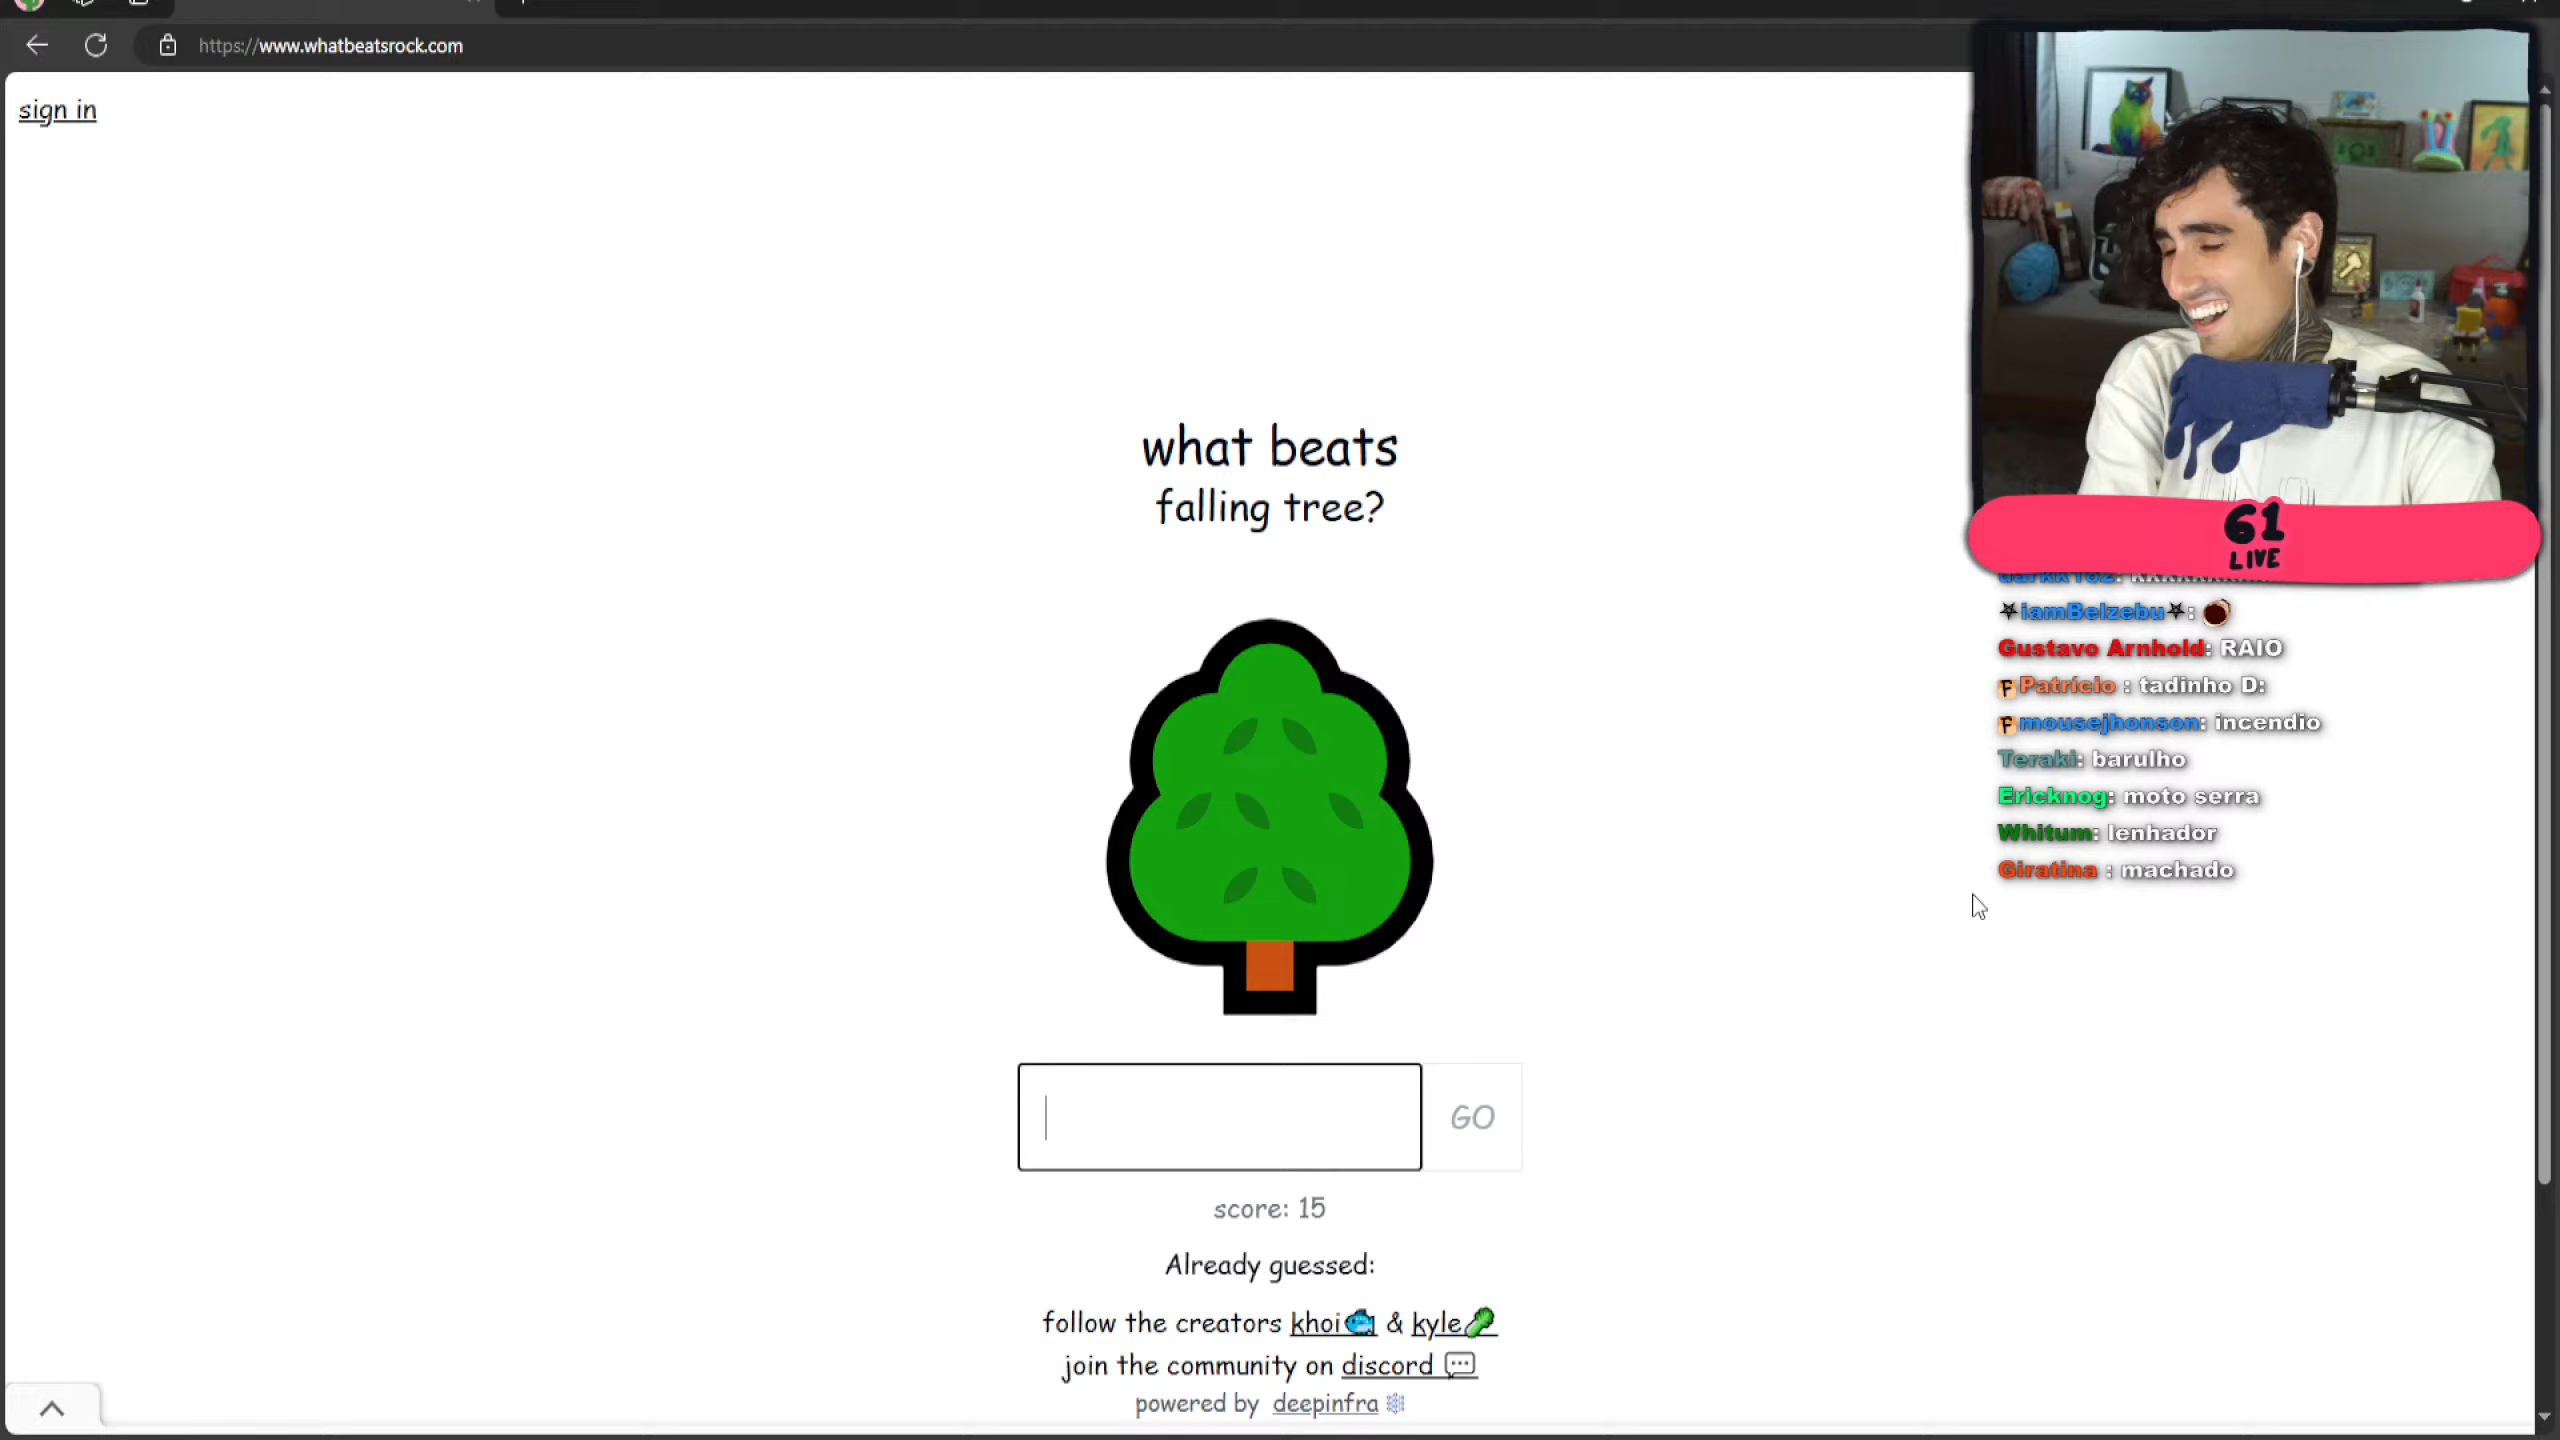 https://www.whatbeatsrock.com
sign in
what beats
falling tree?
GO
score: 15
Already guessed:
follow the creators khoi & kyle
join the community on discord
powered by deepinfra
61
LIVE
iamBelzebu:
Gustavo Arnhold: RAIO
Patrício : tadinho D:
mousejhonson: incendio
Teraki: barulho
Ericknog: moto serra
Whitum: lenhador
Giratina : machado